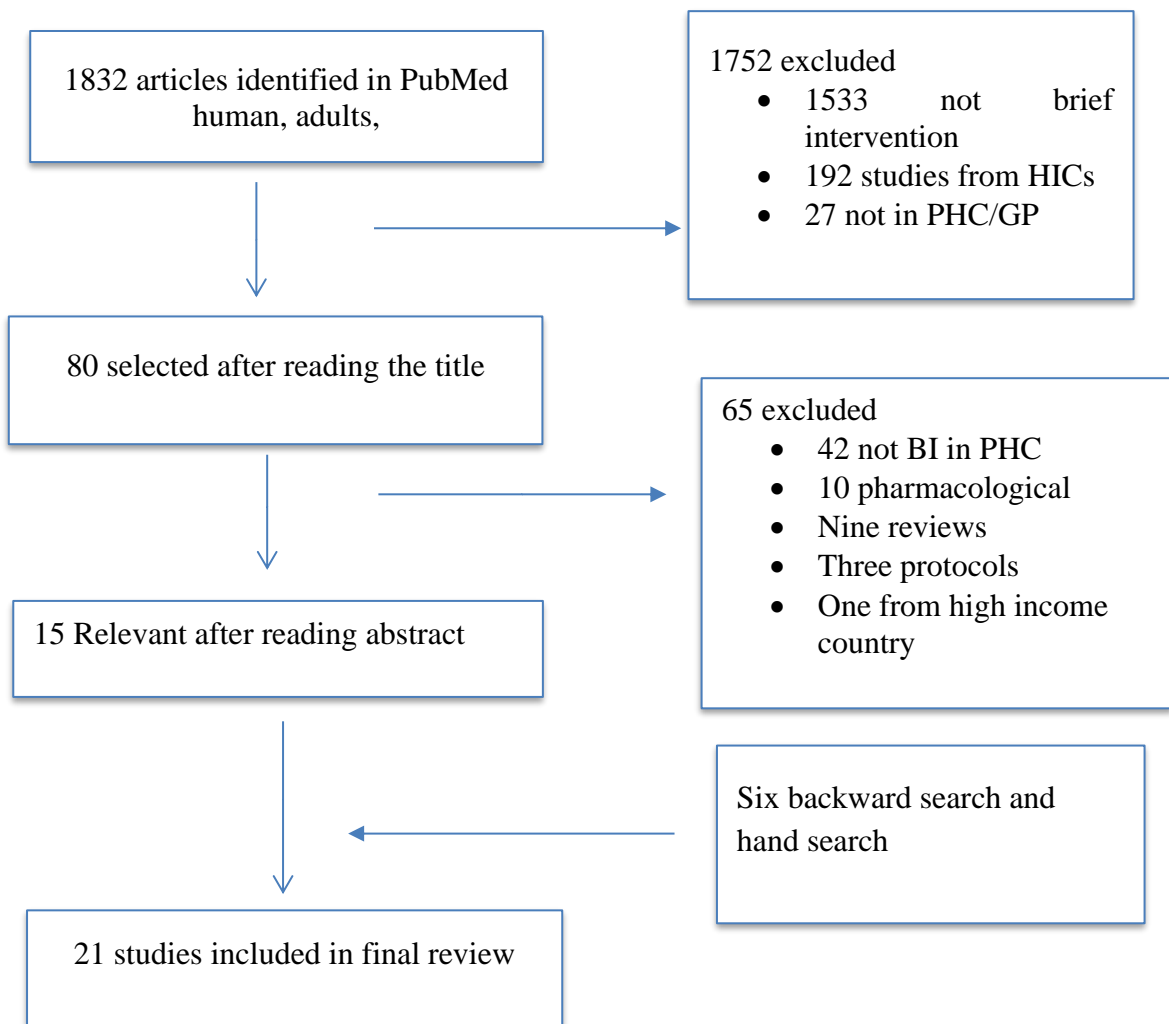 1832 articles identified in PubMed
human, adults,
1752 excluded
• 1533 not brief
intervention
• 192 studies from HICs
• 27 not in PHC/GP
80 selected after reading the title
65 excluded
• 42 not BI in PHC
• 10 pharmacological
• Nine reviews
• Three protocols
• One from high income
country
15 Relevant after reading abstract
Six backward search and
hand search
21 studies included in final review